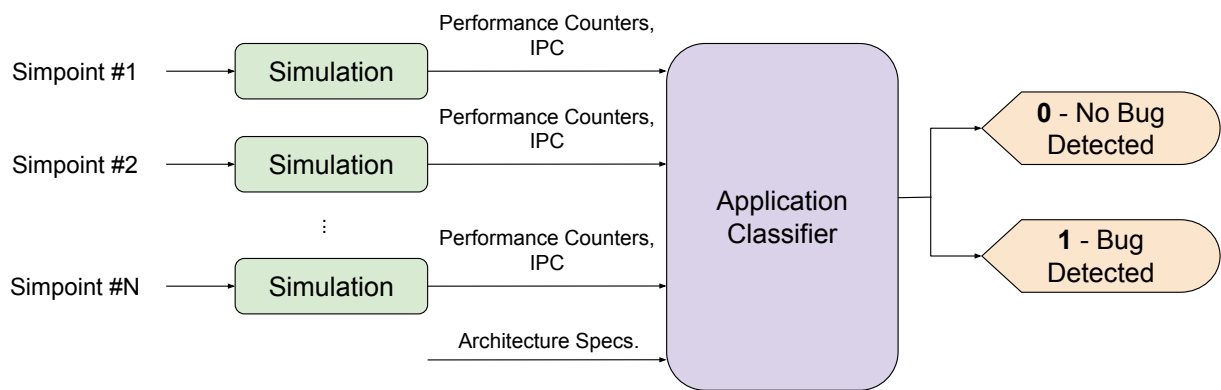 Performance Counters,
IPC
Simpoint #1
Simulation
Performance Counters,
IPC
Simpoint #2
Simulation
...
Performance Counters,
IPC
Simpoint #N
Simulation
Architecture Specs.
Application
Classifier
0 - No Bug
Detected
1 - Bug
Detected